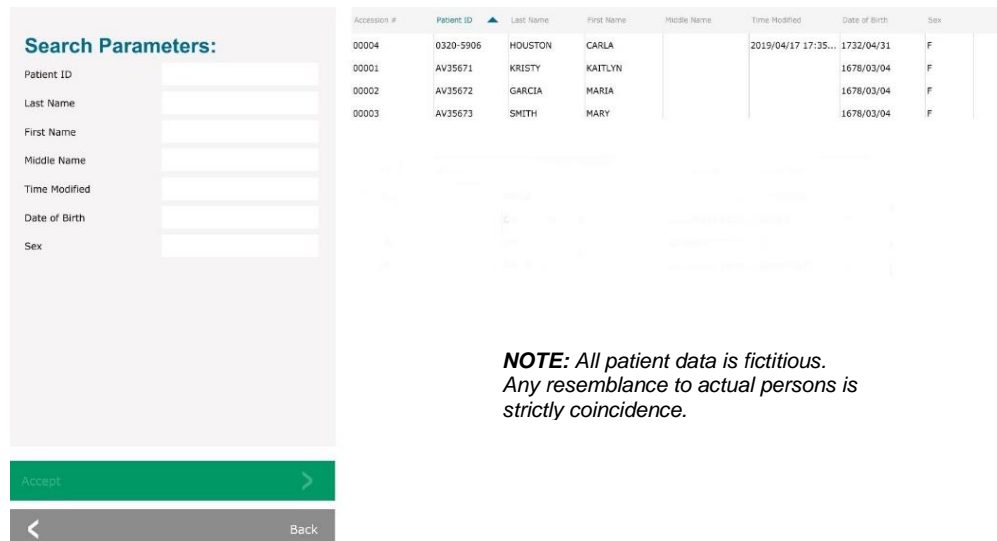 Search Parameters:
Patient ID
Last Name
First Name
Middle Name
Time Modified
Date of Birth
Sex
Accept >
< Back
Accession # Patient ID Last Name First Name Middle Name Time Modified Date of Birth Sex
00004 0320-5906 HOUSTON CARLA 2019/04/17 17:35... 1732/04/31 F
00001 AV35671 KRISTY KAITLYN 1678/03/04 F
00002 AV35672 GARCIA MARIA 1678/03/04 F
00003 AV35673 SMITH MARY 1678/03/04 F
NOTE: All patient data is fictitious.
Any resemblance to actual persons is
strictly coincidence.